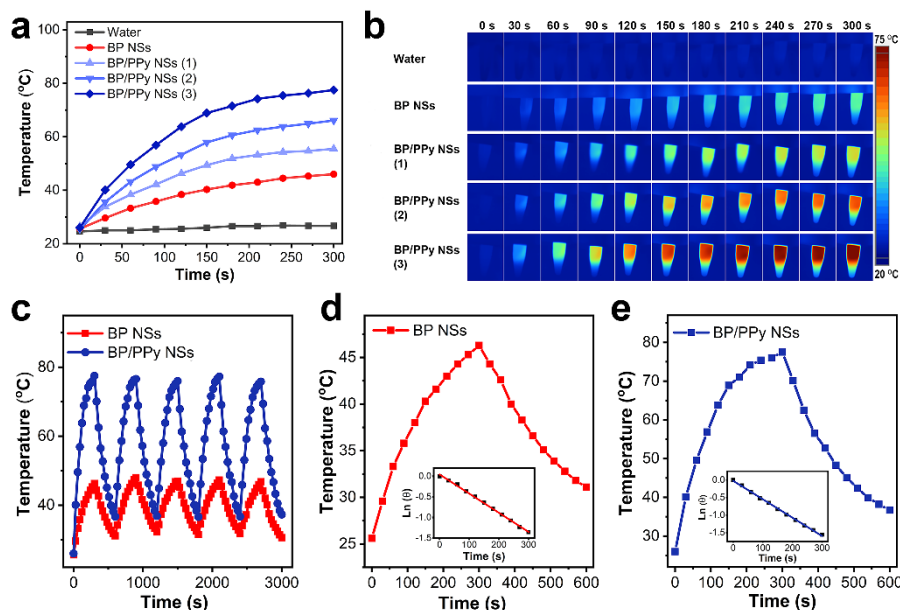 a
Temperature (°C)
100
80
60
40
20
Water
BP NSs
BP/PPy NSs (1)
BP/PPy NSs (2)
BP/PPy NSs (3)
0 50 100 150 200 250 300
Time (s)
b
0 s 30 s 60 s 90 s 120 s 150 s 180 s 210 s 240 s 270 s 300 s
Water
BP NSs
BP/PPy NSs
(1)
BP/PPy NSs
(2)
BP/PPy NSs
(3)
75 °C
20 °C
c
Temperature (°C)
80
60
40
BP NSs
BP/PPy NSs
0 1000 2000 3000
Time (s)
d
Temperature (°C)
45
40
35
30
25
BP NSs
Ln (θ)
0.0
-0.5
-1.0
-1.5
0 100 200 300
Time (s)
0 100 200 300 400 500 600
Time (s)
e
Temperature (°C)
80
70
60
50
40
30
BP/PPy NSs
Ln (θ)
0.0
-0.5
-1.0
-1.5
0 100 200 300
Time (s)
0 100 200 300 400 500 600
Time (s)